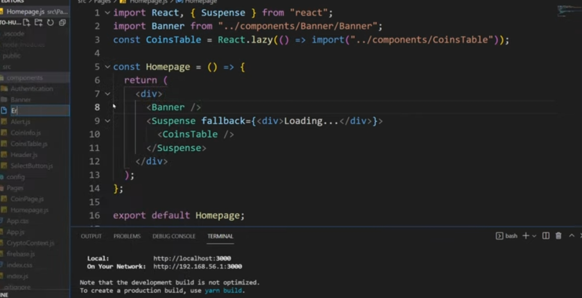 EDITORS
Homepage.js src\Pa
TO-HU...
.vscode
node_modules
public
src
components
Authentication
Banner
Er
Alert.js
CoinInfo.js
CoinsTable.js
Header.js
SelectButton.js
config
Pages
CoinPage.js
Homepage.js
App.css
App.js
CryptoContext.js
firebase.js
index.css
index.js
src > Pages > Homepage.js > Homepage
1 import React, { Suspense } from "react";
2 import Banner from "../components/Banner/Banner";
3 const CoinsTable = React.lazy(() => import("../components/CoinsTable"));
4
5 const Homepage = () => {
6 return (
7 <div>
8 <Banner />
9 <Suspense fallback={<div>Loading...</div>}>
10 <CoinsTable />
11 </Suspense>
12 </div>
13 );
14 };
15
16 export default Homepage;
17
OUTPUT PROBLEMS DEBUG CONSOLE TERMINAL
bash
Local: http://localhost:3000
On Your Network: http://192.168.56.1:3000
Note that the development build is not optimized.
To create a production build, use yarn build.